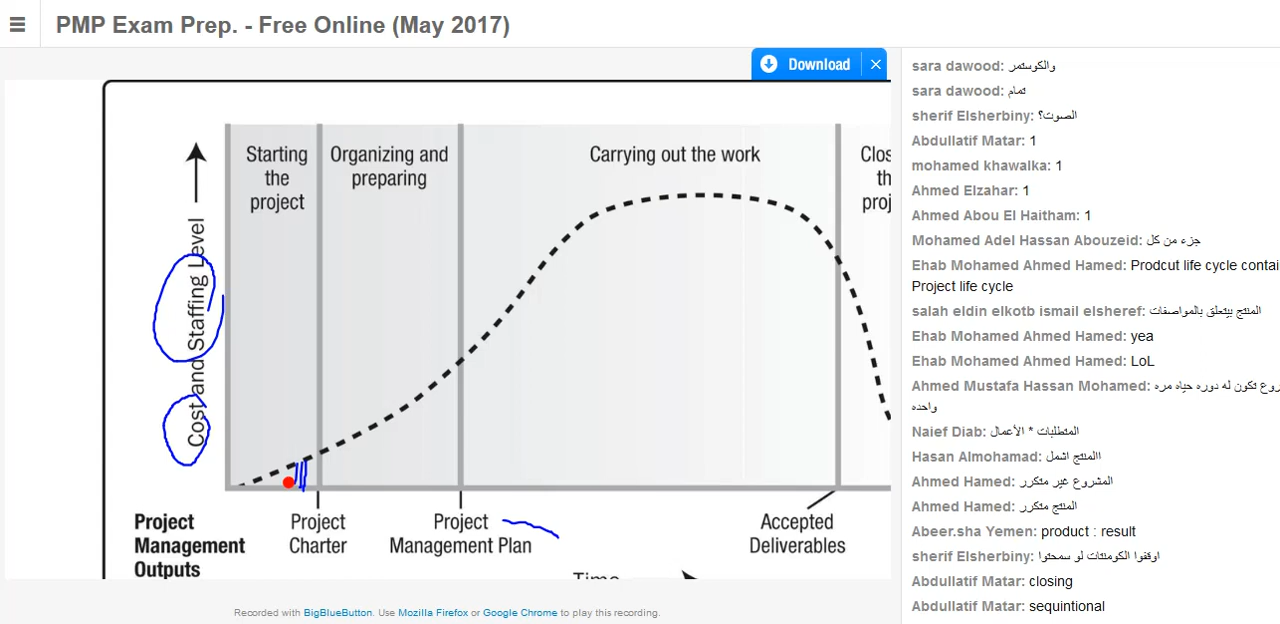 PMP Exam Prep. - Free Online (May 2017)
Download
Starting
the
project
Organizing and
preparing
Carrying out the work
Clos
th
proj
Cost and Staffing Level
Project
Management
Outputs
Project
Charter
Project
Management Plan
Accepted
Deliverables
Time
Recorded with BigBlueButton. Use Mozilla Firefox or Google Chrome to play this recording.
sara dawood: والكوستمر
sara dawood: تمام
sherif Elsherbiny: الصوت؟
Abdullatif Matar: 1
mohamed khawalka: 1
Ahmed Elzahar: 1
Ahmed Abou El Haitham: 1
Mohamed Adel Hassan Abouzeid: جزء من كل
Ehab Mohamed Ahmed Hamed: Prodcut life cycle contai
Project life cycle
salah eldin elkotb ismail elsheref: المنتج بيتعلق بالمواصفات
Ehab Mohamed Ahmed Hamed: yea
Ehab Mohamed Ahmed Hamed: LoL
Ahmed Mustafa Hassan Mohamed: روع تكون له دوره حياه مره
واحده
Naief Diab: المتطلبات * الأعمال
Hasan Almohamad: االمنتج اشمل
Ahmed Hamed: المشروع غير متكرر
Ahmed Hamed: المنتج متكرر
Abeer.sha Yemen: product : result
sherif Elsherbiny: اوقفوا الكومنتات لو سمحتوا
Abdullatif Matar: closing
Abdullatif Matar: sequintional